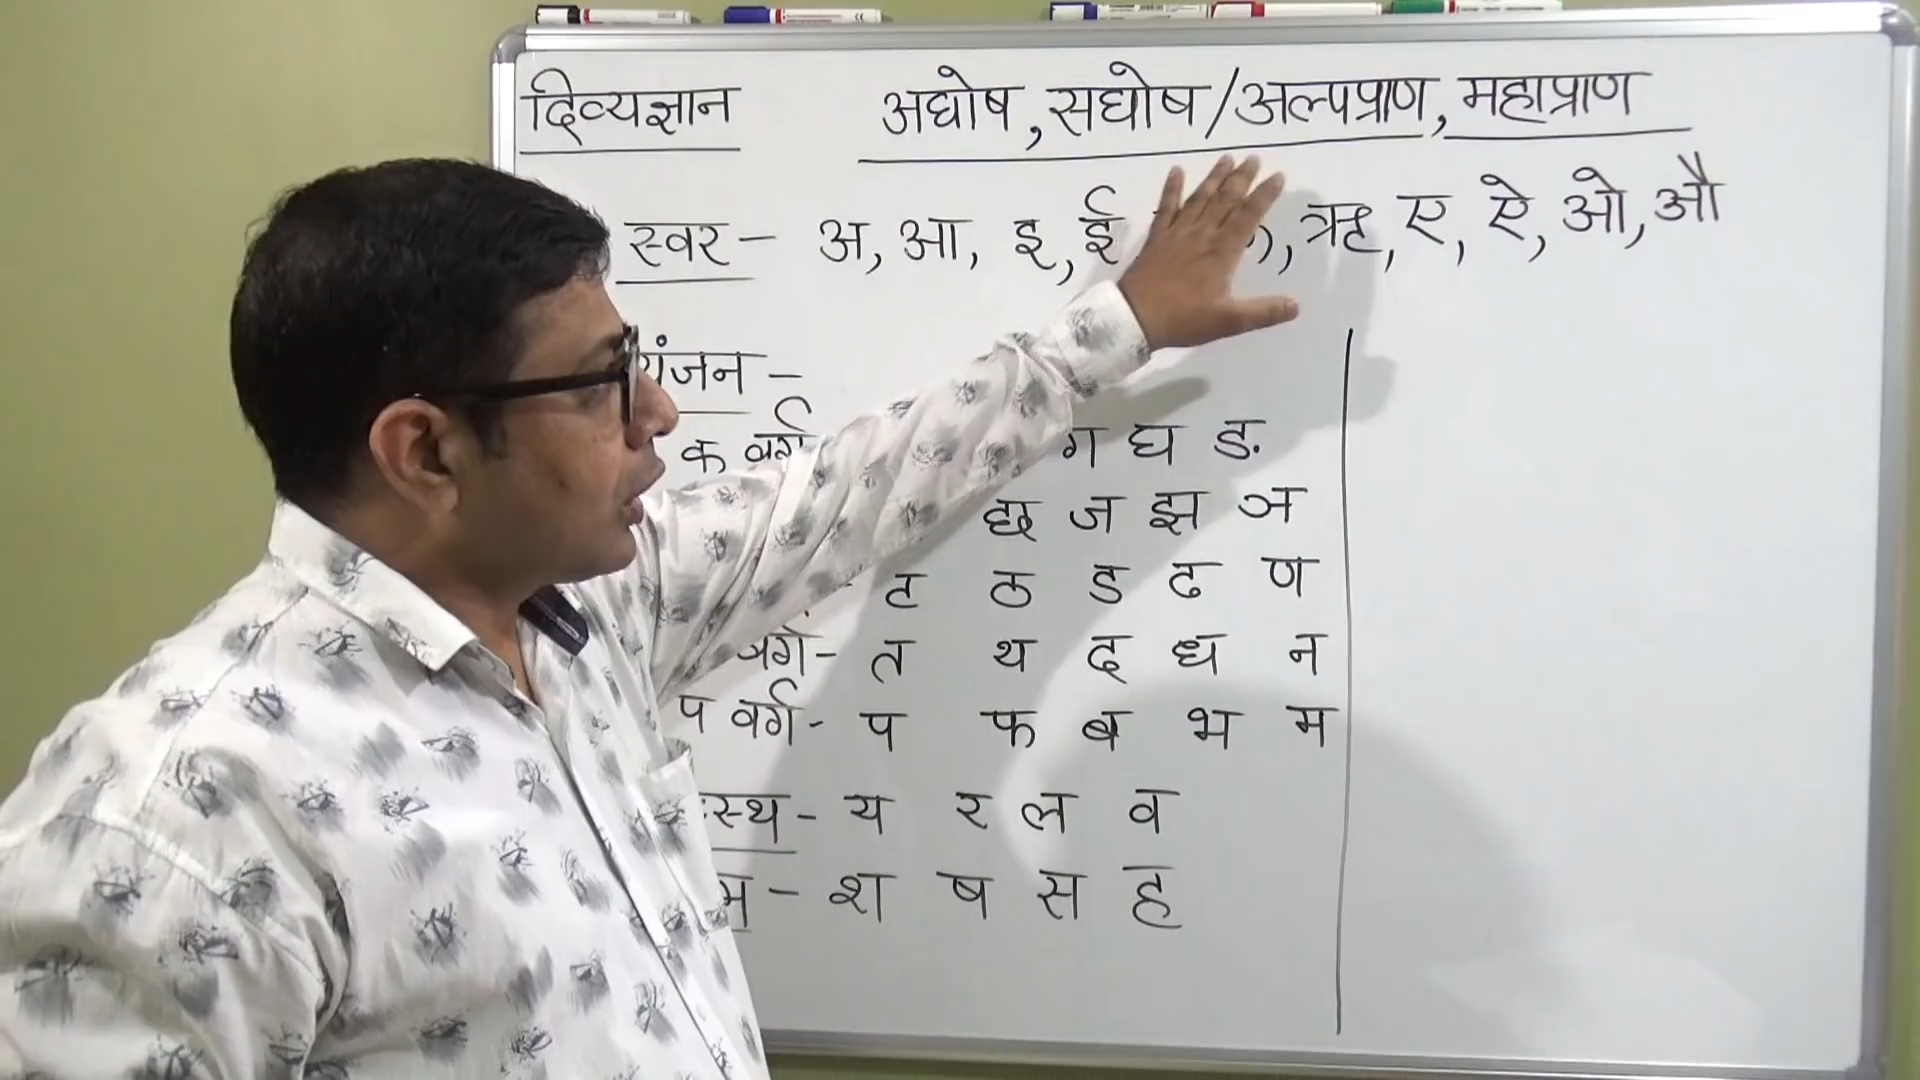 दिव्यज्ञान
अघोष, सघोष/अल्पप्राण, महाप्राण
स्वर - अ, आ, इ, ई , ऋ, ए, ऐ, ओ, औ
यंजन -
क वर्ग ग घ ङ
छ ज झ ञ
- ट ठ ड ढ ण
वर्ग - त थ द ध न
प वर्ग - प फ ब भ म
:स्थ - य र ल व
म - श ष स ह